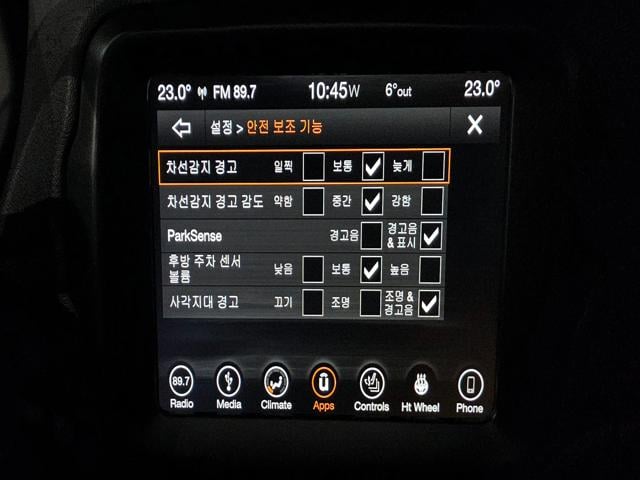 23.0° FM 89.7 10:45W 6°out 23.0°
설정 > 안전 보조 기능 X
차선감지 경고 일찍 보통 늦게
차선감지 경고 감도 약함 중간 강함
ParkSense 경고음 경고음
& 표시
후방 주차 센서
볼륨 낮음 보통 높음
사각지대 경고 끄기 조명 조명 &
경고음
89.7
Radio Media Climate Apps Controls Ht Wheel Phone